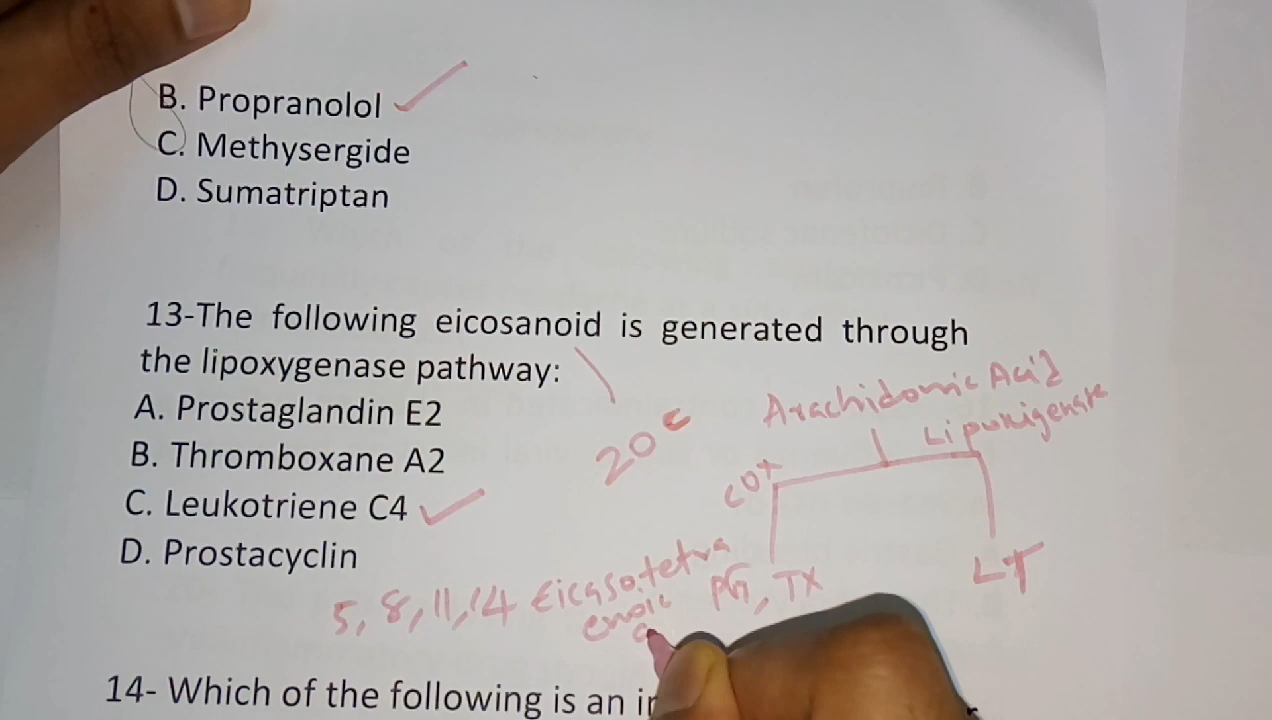 B. Propranolol
C. Methysergide
D. Sumatriptan
13-The following eicosanoid is generated through
the lipoxygenase pathway:
A. Prostaglandin E2
B. Thromboxane A2
C. Leukotriene C4
D. Prostacyclin
20 c
Arachidonic Acid
Lipoxigenase
COX
PG, TX
LT
5, 8, 11, 14 Eicosatetra
enoic
14- Which of the following is an